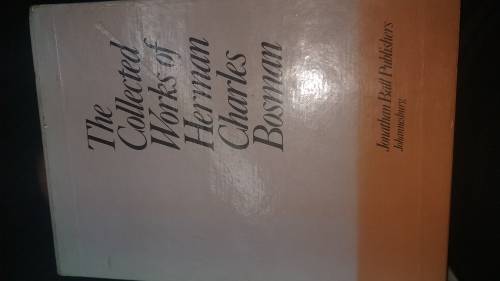 The
Collected
Works of
Herman
Charles
Bosman
Jonathan Ball Publishers
Johannesburg